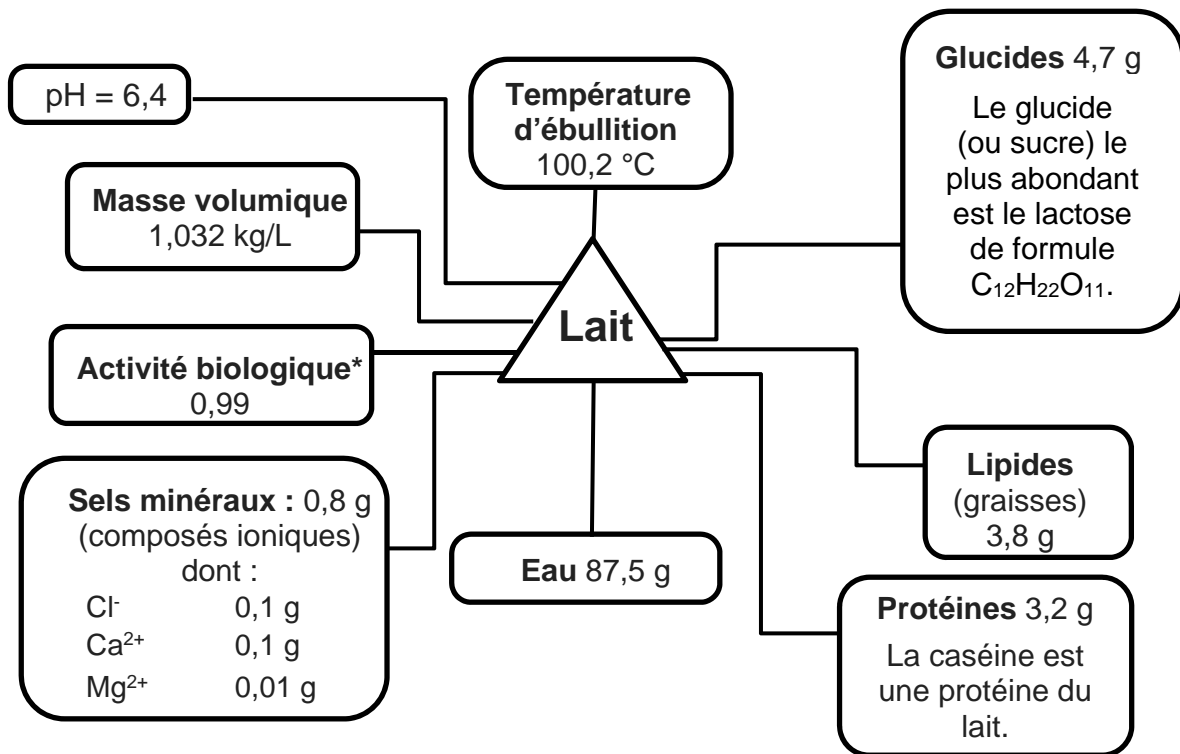 pH = 6,4
Température
d'ébullition
100,2 °C
Glucides 4,7 g
Le glucide
(ou sucre) le
plus abondant
est le lactose
de formule
C₁₂H₂₂O₁₁.
Masse volumique
1,032 kg/L
Lait
Activité biologique*
0,99
Sels minéraux : 0,8 g
(composés ioniques)
dont :
Cl⁻ 0,1 g
Ca²⁺ 0,1 g
Mg²⁺ 0,01 g
Eau 87,5 g
Lipides
(graisses)
3,8 g
Protéines 3,2 g
La caséine est
une protéine du
lait.